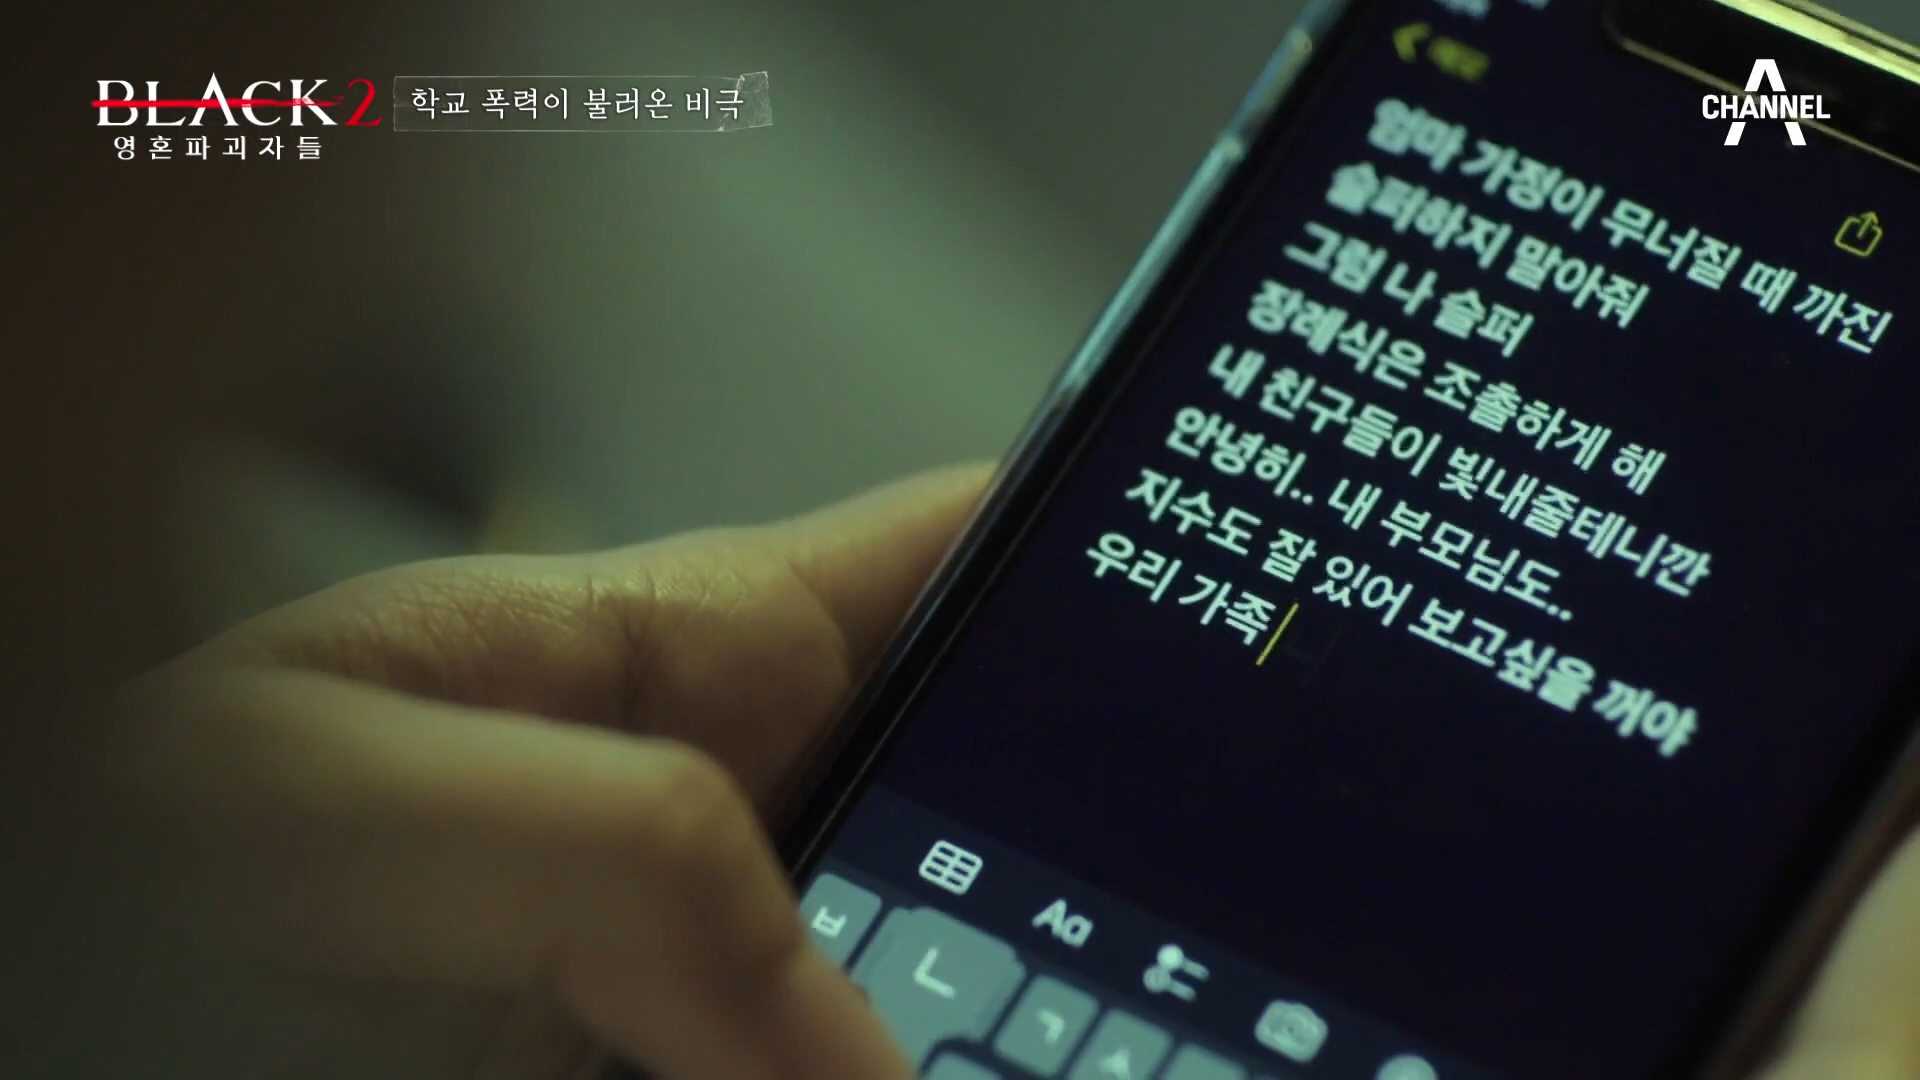 BLACK2
영혼파괴자들
학교 폭력이 불러온 비극
CHANNEL A
엄마 가정이 무너질 때 까진
슬퍼하지 말아줘
그럼 나 슬퍼
장례식은 조촐하게 해
내 친구들이 빛내줄테니깐
안녕히.. 내 부모님도..
지수도 잘 있어 보고싶을 꺼야
우리 가족
Aa
ㅂ
ㄴ
ㄱ
ㅅ